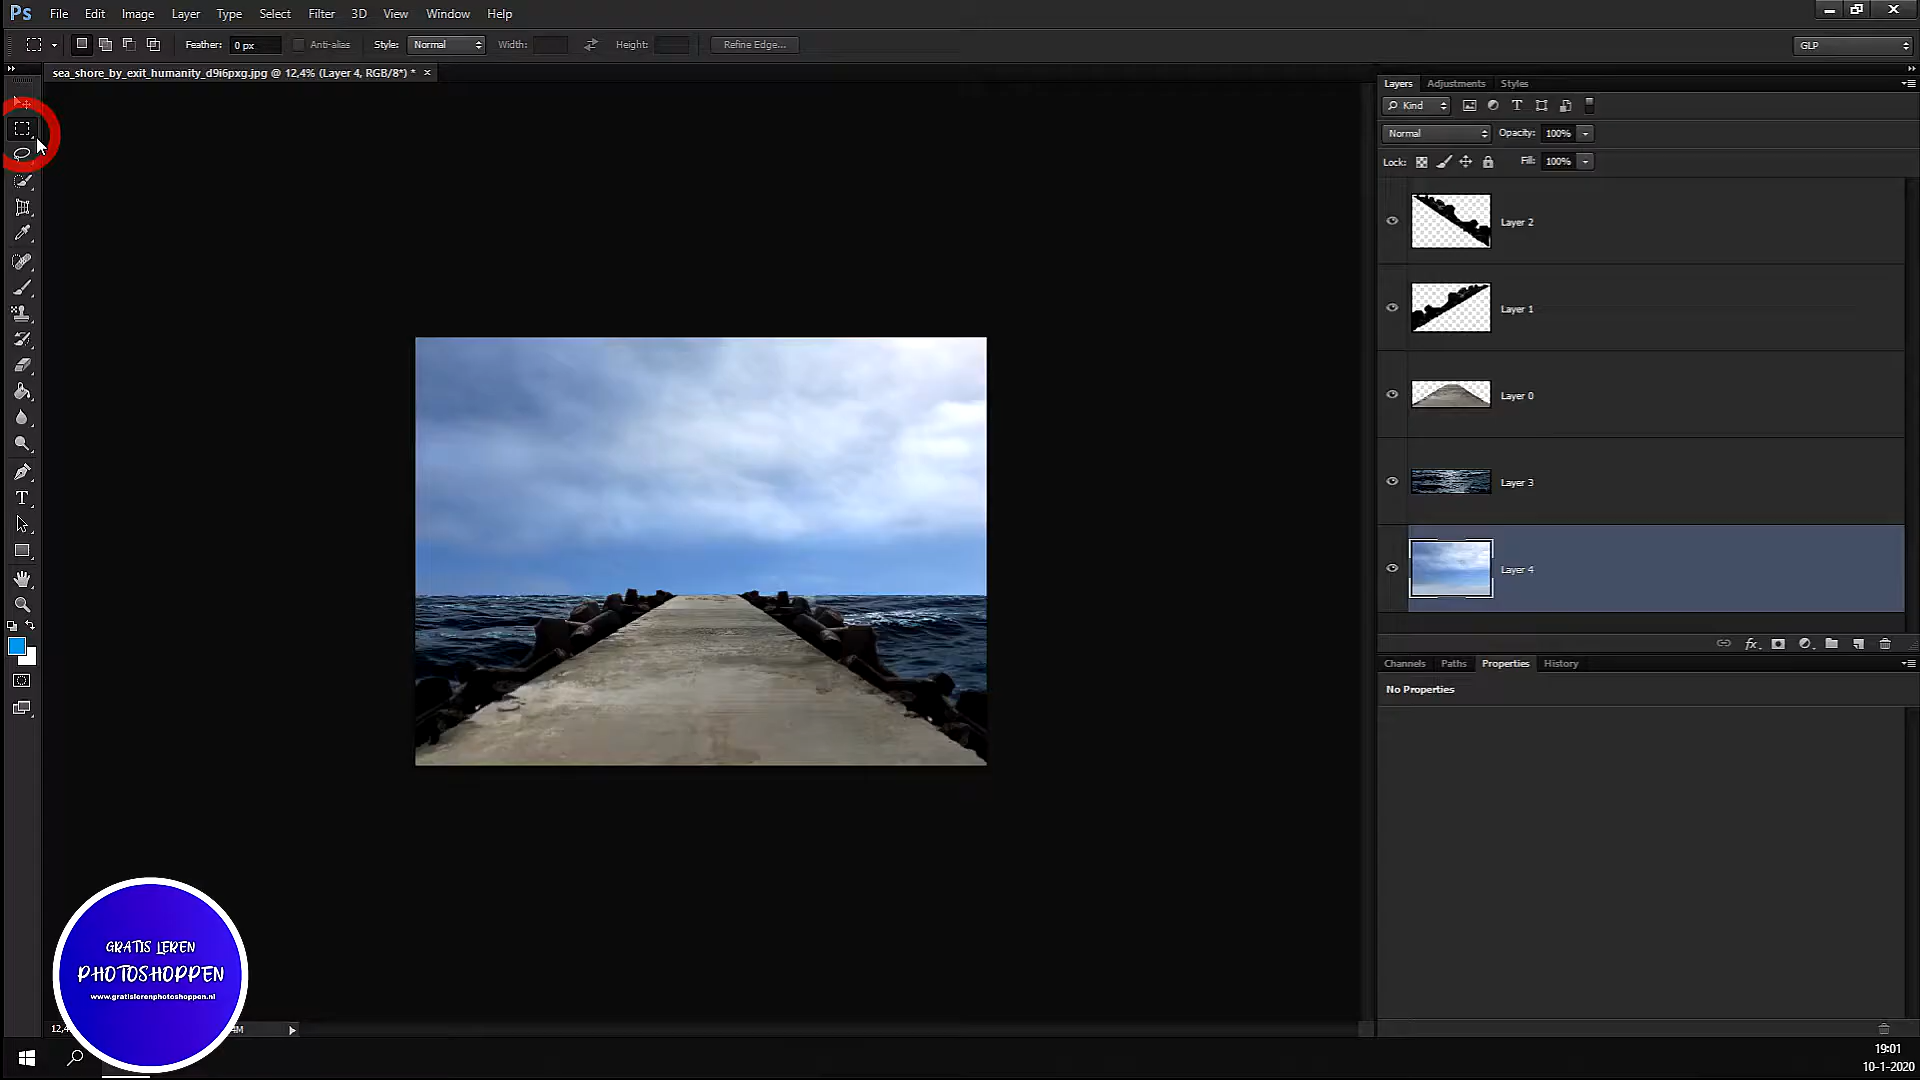 Ps File Edit Image Layer Type Select Filter 3D View Window Help
Feather: 0 px Anti-alias Style: Normal Width: Height: Refine Edge... GLP
sea_shore_by_exit_humanity_d9i6pxg.jpg @ 12,4% (Layer 4, RGB/8*) * ×
Layers Adjustments Styles
Kind
Normal Opacity: 100%
Lock: Fill: 100%
Layer 2
Layer 1
Layer 0
Layer 3
Layer 4
fx
Channels Paths Properties History
No Properties
GRATIS LEREN
PHOTOSHOPPEN
www.gratislerenphotoshoppen.nl
19:01
10-1-2020